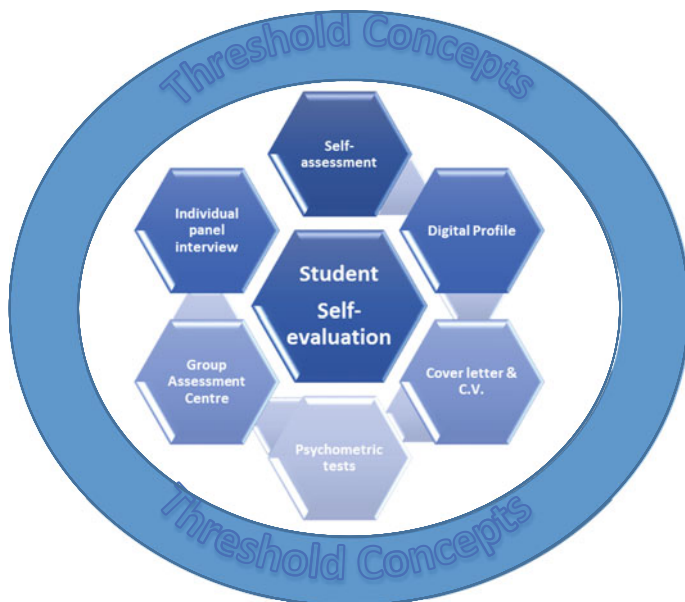 Threshold Concepts
Self-
assessment
Individual
panel
interview
Digital Profile
Student
Self-
evaluation
Group
Assessment
Centre
Cover letter &
C.V.
Psychometric
tests
Threshold Concepts